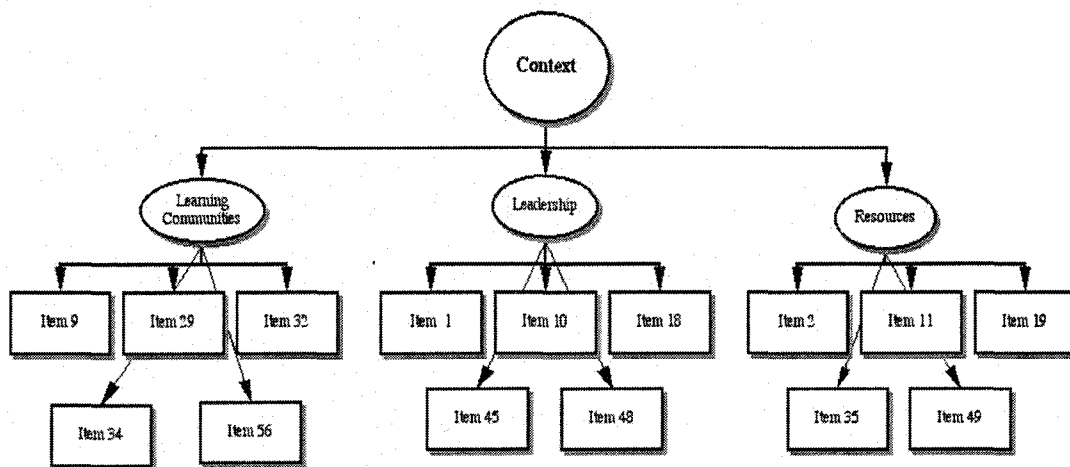 Context
Learning
Communities
Leadership
Resources
Item 9
Item 29
Item 32
Item 1
Item 10
Item 18
Item 2
Item 11
Item 19
Item 34
Item 56
Item 45
Item 48
Item 35
Item 49